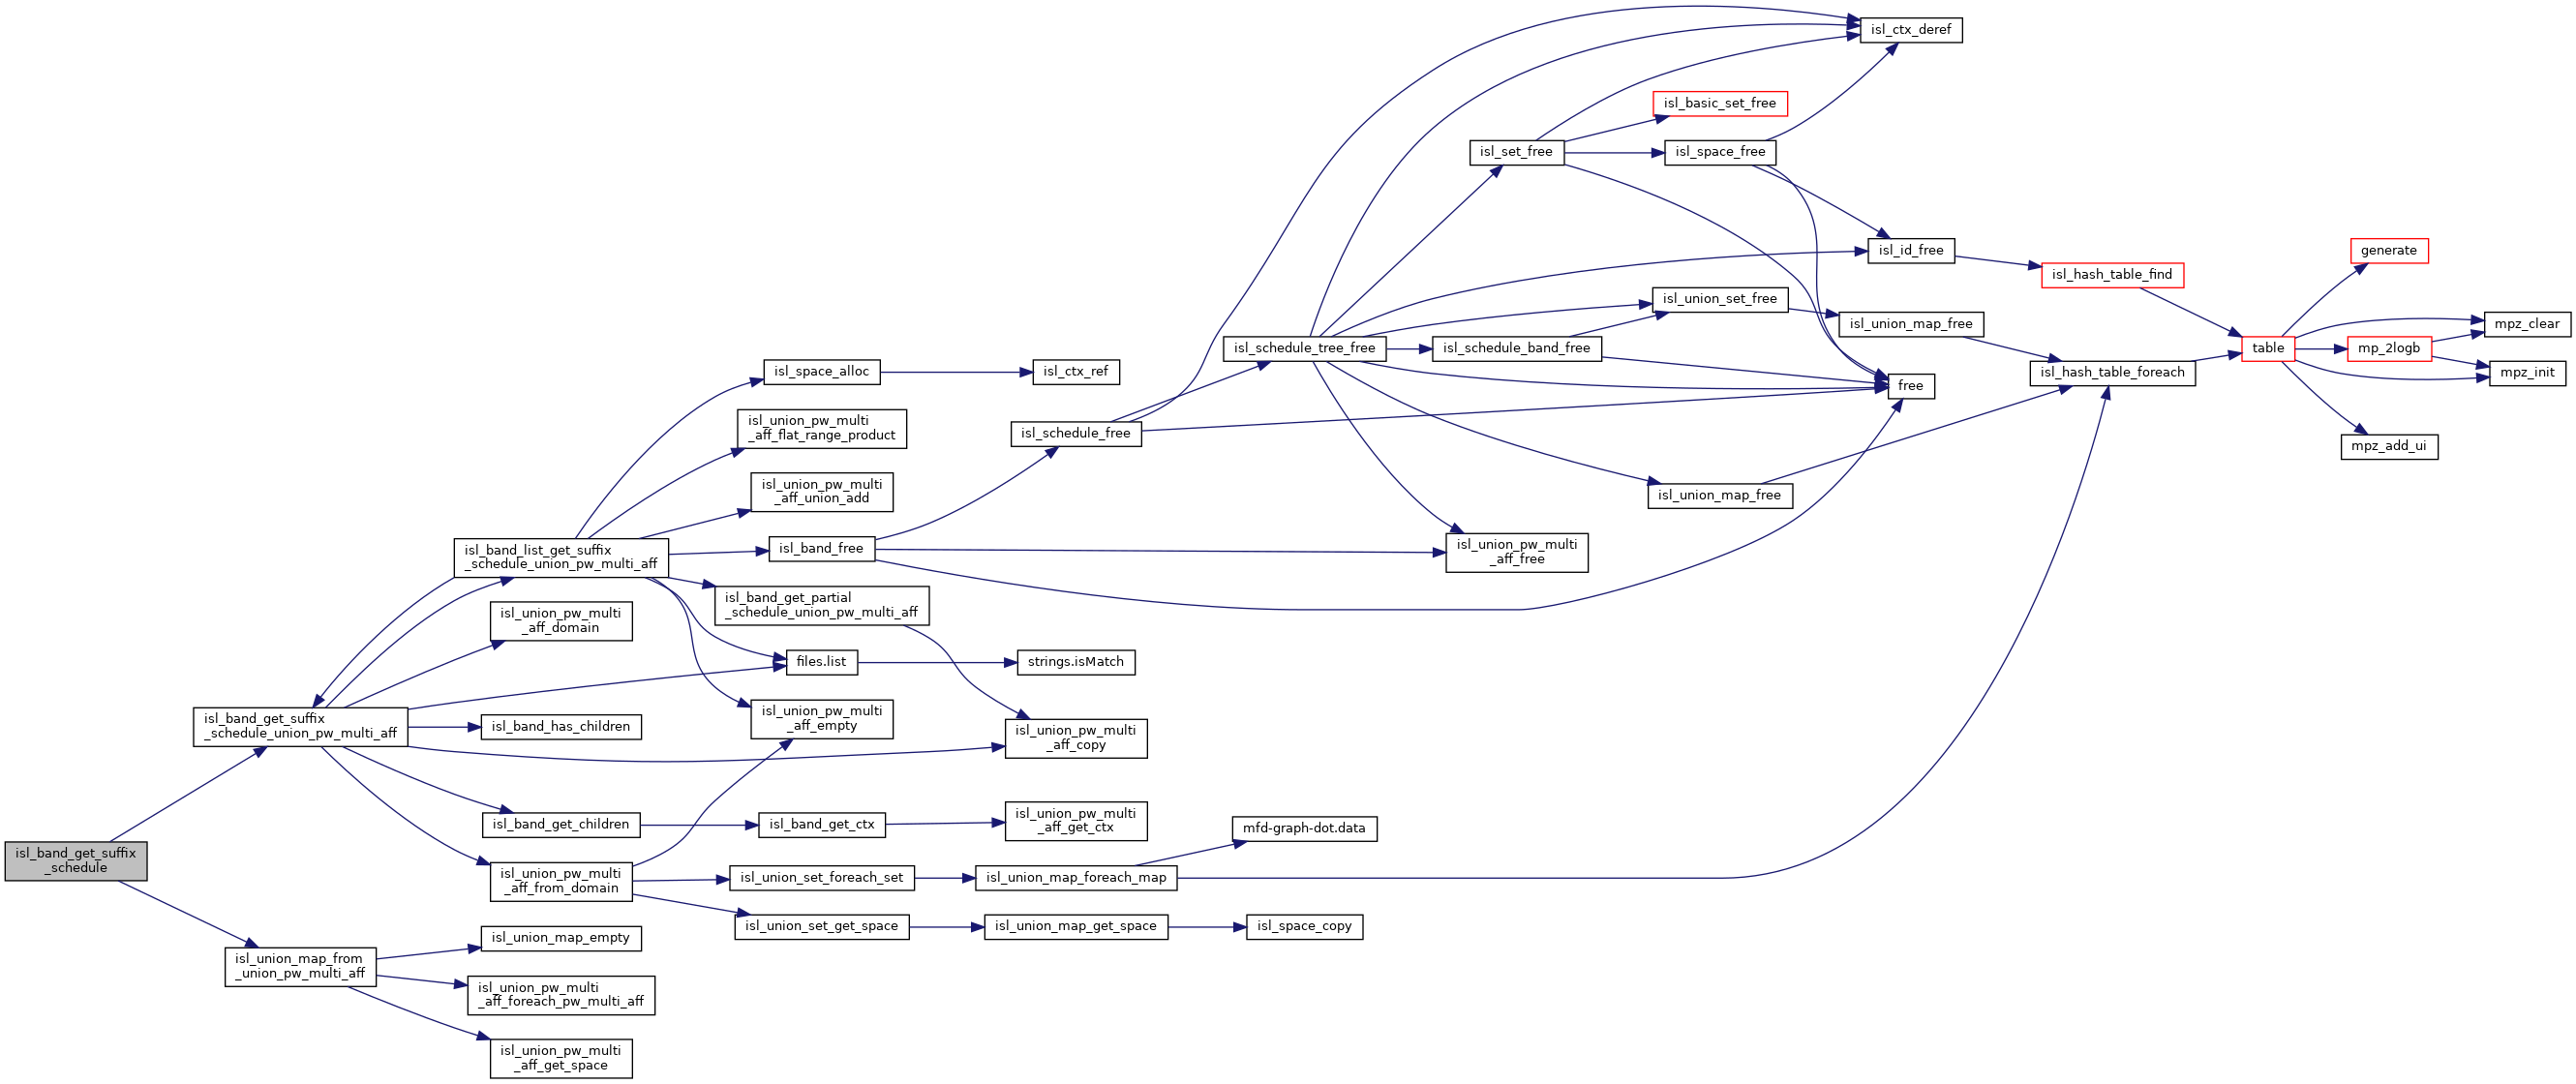 isl_ctx_deref
isl_basic_set_free
isl_set_free
isl_space_free
isl_id_free
generate
isl_hash_table_find
isl_union_set_free
isl_union_map_free
mpz_clear
isl_schedule_tree_free
isl_schedule_band_free
table
mp_2logb
isl_space_alloc
isl_ctx_ref
isl_hash_table_foreach
mpz_init
free
isl_union_pw_multi
_aff_flat_range_product
isl_schedule_free
mpz_add_ui
isl_union_pw_multi
_aff_union_add
isl_union_map_free
isl_band_list_get_suffix
_schedule_union_pw_multi_aff
isl_band_free
isl_union_pw_multi
_aff_free
isl_band_get_partial
_schedule_union_pw_multi_aff
isl_union_pw_multi
_aff_domain
files.list
strings.isMatch
isl_band_get_suffix
_schedule_union_pw_multi_aff
isl_band_has_children
isl_union_pw_multi
_aff_empty
isl_union_pw_multi
_aff_copy
isl_band_get_children
isl_band_get_ctx
isl_union_pw_multi
_aff_get_ctx
mfd-graph-dot.data
isl_band_get_suffix
_schedule
isl_union_pw_multi
_aff_from_domain
isl_union_set_foreach_set
isl_union_map_foreach_map
isl_union_set_get_space
isl_union_map_get_space
isl_space_copy
isl_union_map_empty
isl_union_map_from
_union_pw_multi_aff
isl_union_pw_multi
_aff_foreach_pw_multi_aff
isl_union_pw_multi
_aff_get_space